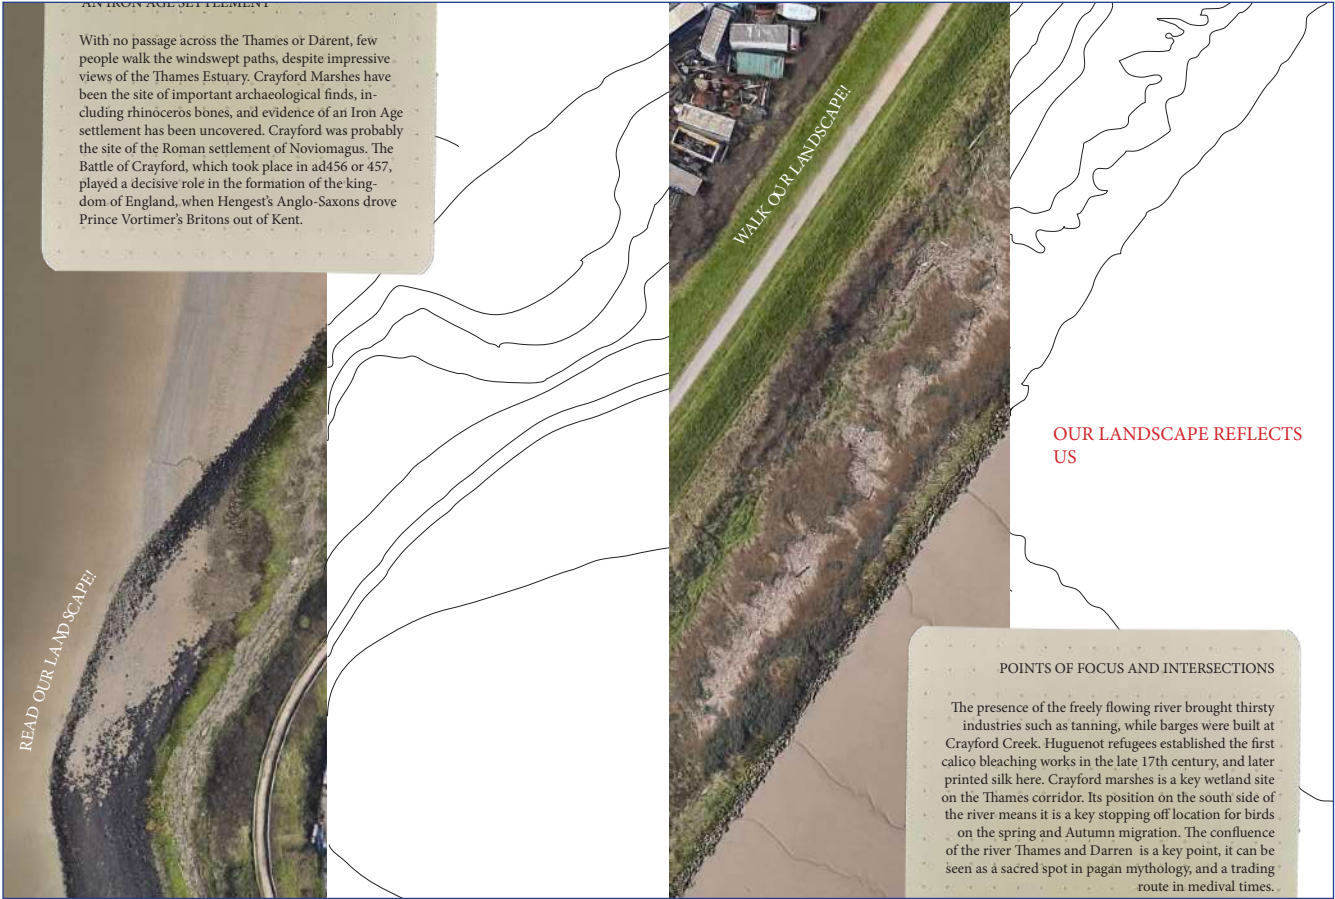 AN IRON AGE SETTLEMENT
With no passage across the Thames or Darent, few
people walk the windswept paths, despite impressive
views of the Thames Estuary. Crayford Marshes have
been the site of important archaeological finds, in-
cluding rhinoceros bones, and evidence of an Iron Age
settlement has been uncovered. Crayford was probably
the site of the Roman settlement of Noviomagus. The
Battle of Crayford, which took place in ad456 or 457,
played a decisive role in the formation of the king-
dom of England, when Hengest's Anglo-Saxons drove
Prince Vortimer's Britons out of Kent.
READ OUR LANDSCAPE!
WALK OUR LANDSCAPE!
OUR LANDSCAPE REFLECTS
US
POINTS OF FOCUS AND INTERSECTIONS
The presence of the freely flowing river brought thirsty
industries such as tanning, while barges were built at
Crayford Creek. Huguenot refugees established the first
calico bleaching works in the late 17th century, and later
printed silk here. Crayford marshes is a key wetland site
on the Thames corridor. Its position on the south side of
the river means it is a key stopping off location for birds
on the spring and Autumn migration. The confluence
of the river Thames and Darren is a key point, it can be
seen as a sacred spot in pagan mythology, and a trading
route in medival times.